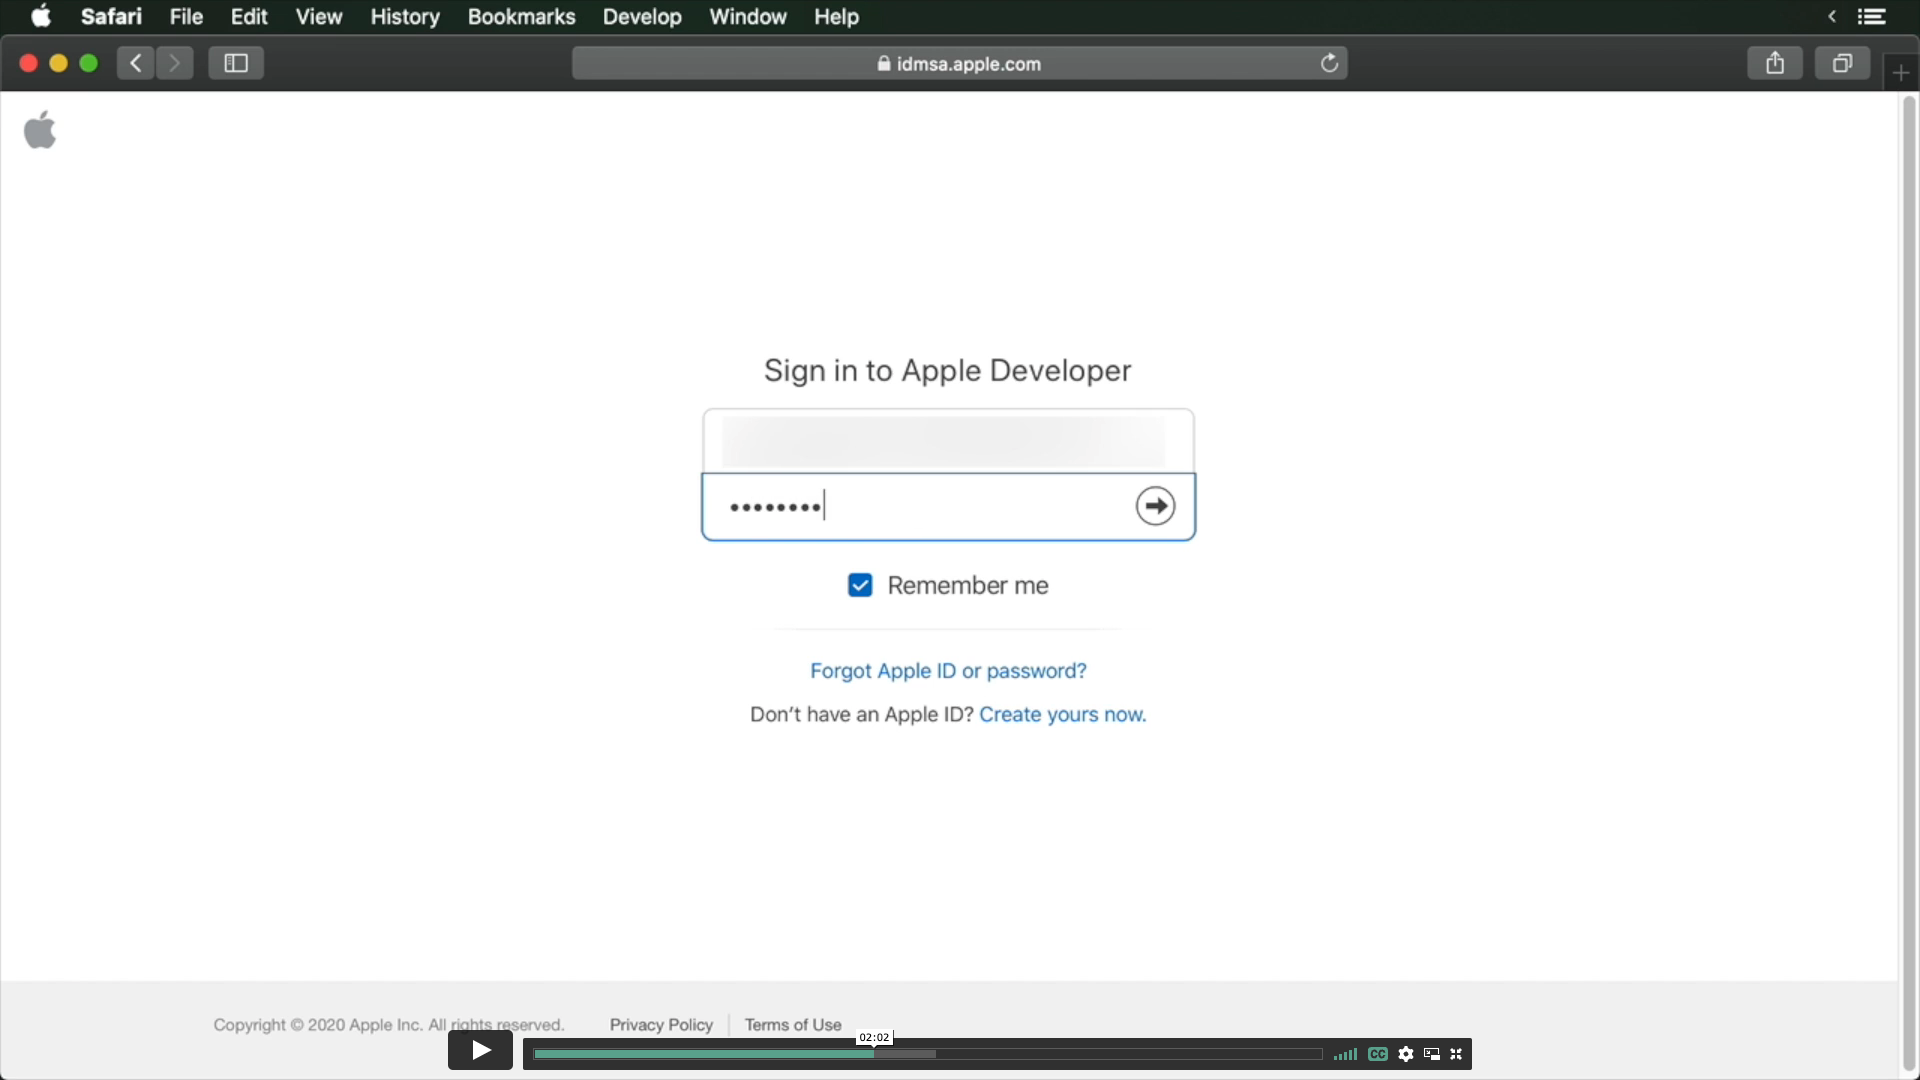 Safari File Edit View History Bookmarks Develop Window Help
idmsa.apple.com
Sign in to Apple Developer
Remember me
Forgot Apple ID or password?
Don’t have an Apple ID? Create yours now.
Copyright © 2020 Apple Inc. All rights reserved. Privacy Policy Terms of Use
02:02
CC